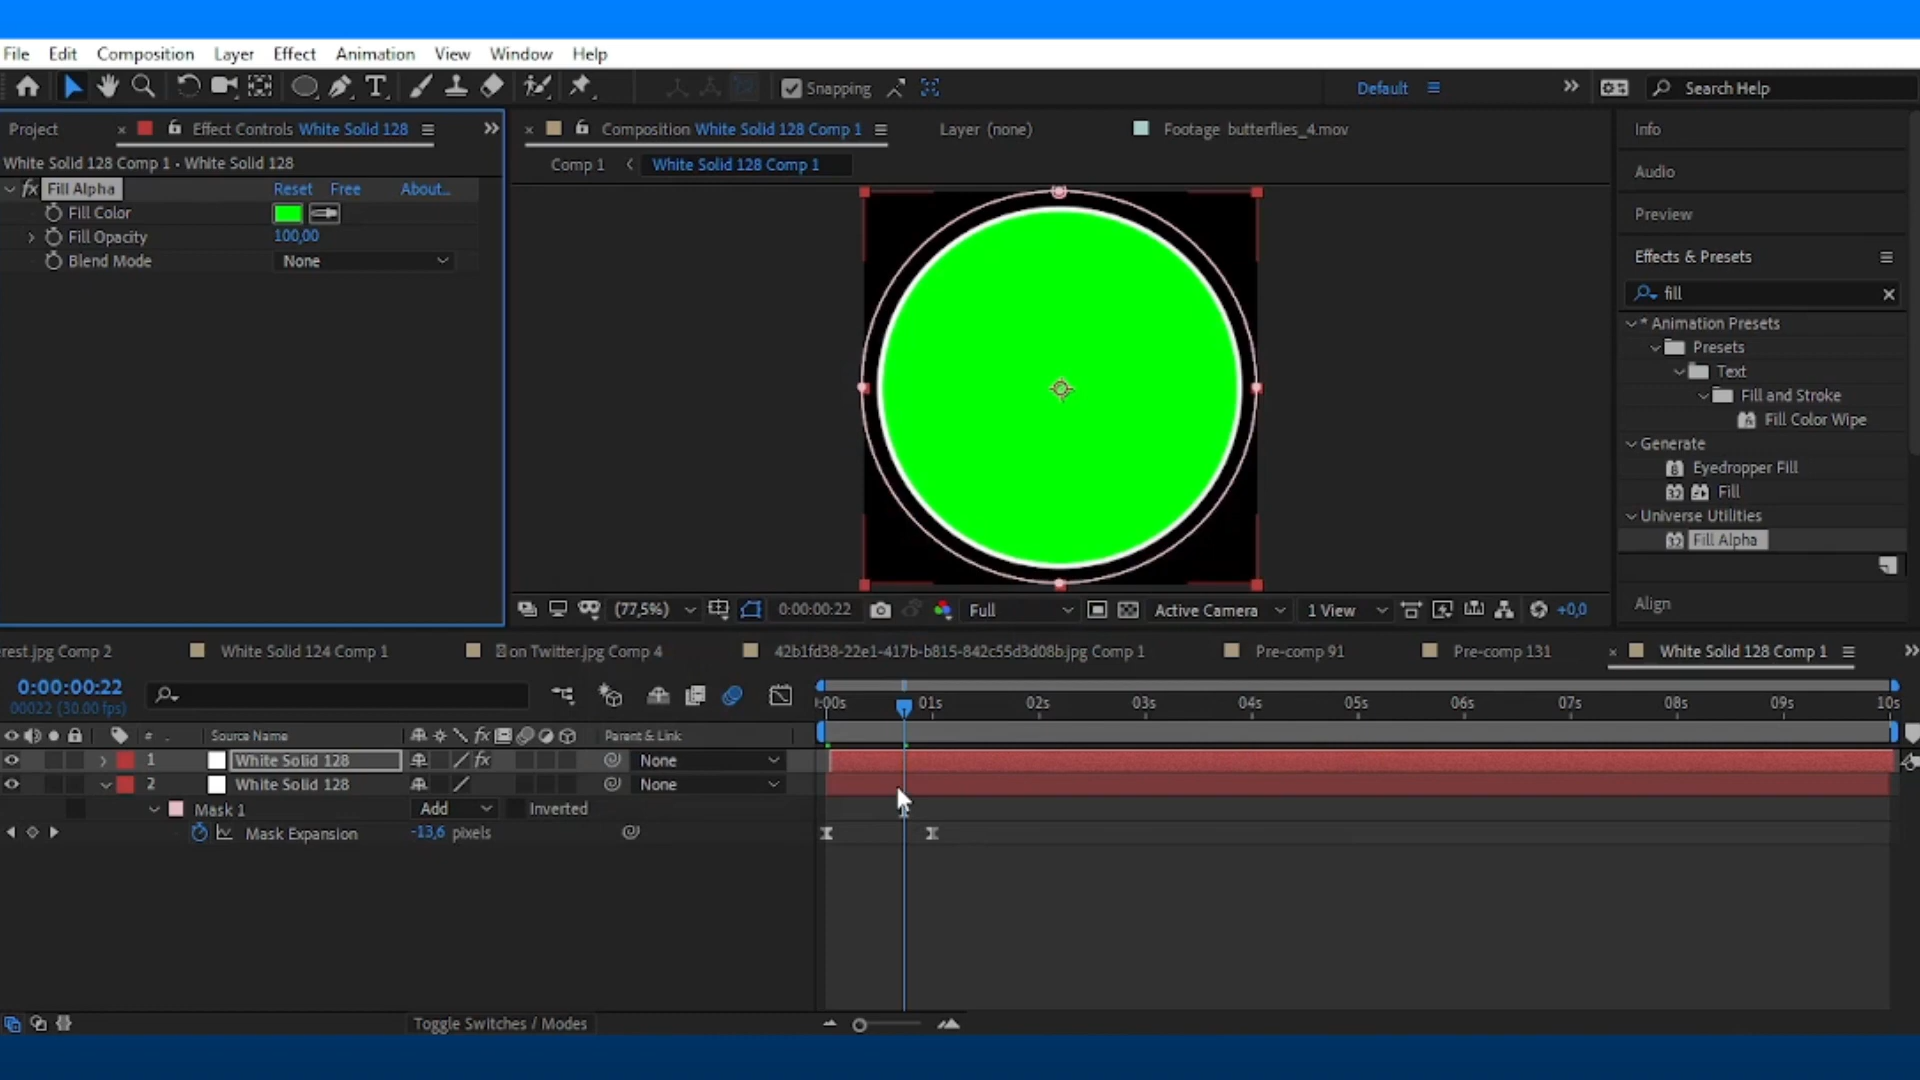 File Edit Composition Layer Effect Animation View Window Help
Snapping Default Search Help
Project Effect Controls White Solid 128
White Solid 128 Comp 1 • White Solid 128
fx Fill Alpha Reset Free About...
Fill Color
Fill Opacity 100,00
Blend Mode None
Composition White Solid 128 Comp 1 Layer (none) Footage butterflies_4.mov
Comp 1 White Solid 128 Comp 1
(77,5%) 0:00:00:22 Full Active Camera 1 View +0,0
Info
Audio
Preview
Effects & Presets
fill
* Animation Presets
Presets
Text
Fill and Stroke
Fill Color Wipe
Generate
Eyedropper Fill
Fill
Universe Utilities
Fill Alpha
Align
rest.jpg Comp 2 White Solid 124 Comp 1 on Twitter.jpg Comp 4 42b1fd38-22e1-417b-b815-842c55d3d08b.jpg Comp 1 Pre-comp 91 Pre-comp 131 White Solid 128 Comp 1
0:00:00:22
00022 (30.00 fps)
:00s 01s 02s 03s 04s 05s 06s 07s 08s 09s 10s
# Source Name fx Parent & Link
1 White Solid 128 fx None
2 White Solid 128 None
Mask 1 Add Inverted
Mask Expansion -13,6 pixels
Toggle Switches / Modes